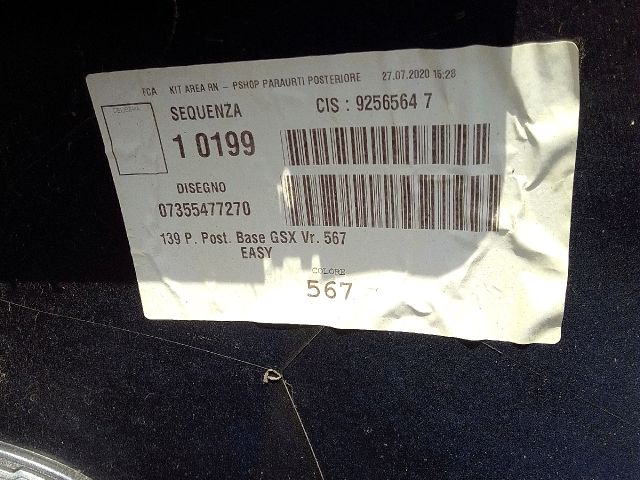 FCA KIT AREA RN - PSHOP PARAURTI POSTERIORE 27.07.2020 16:28
SEQUENZA CIS : 9256564 7
1 0199
DISEGNO
07355477270
139 P. Post. Base GSX Vr. 567
EASY
COLORE
567